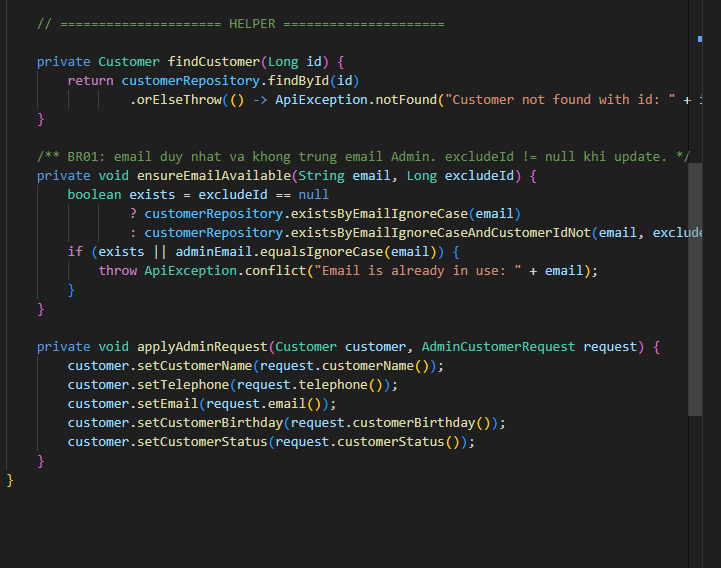 // ===================== HELPER =====================
private Customer findCustomer(Long id) {
return customerRepository.findById(id)
.orElseThrow(() -> ApiException.notFound("Customer not found with id: " +
}
/** BR01: email duy nhat va khong trung email Admin. excludeId != null khi update. */
private void ensureEmailAvailable(String email, Long excludeId) {
boolean exists = excludeId == null
? customerRepository.existsByEmailIgnoreCase(email)
: customerRepository.existsByEmailIgnoreCaseAndCustomerIdNot(email, exclude
if (exists || adminEmail.equalsIgnoreCase(email)) {
throw ApiException.conflict("Email is already in use: " + email);
}
}
private void applyAdminRequest(Customer customer, AdminCustomerRequest request) {
customer.setCustomerName(request.customerName());
customer.setTelephone(request.telephone());
customer.setEmail(request.email());
customer.setCustomerBirthday(request.customerBirthday());
customer.setCustomerStatus(request.customerStatus());
}
}